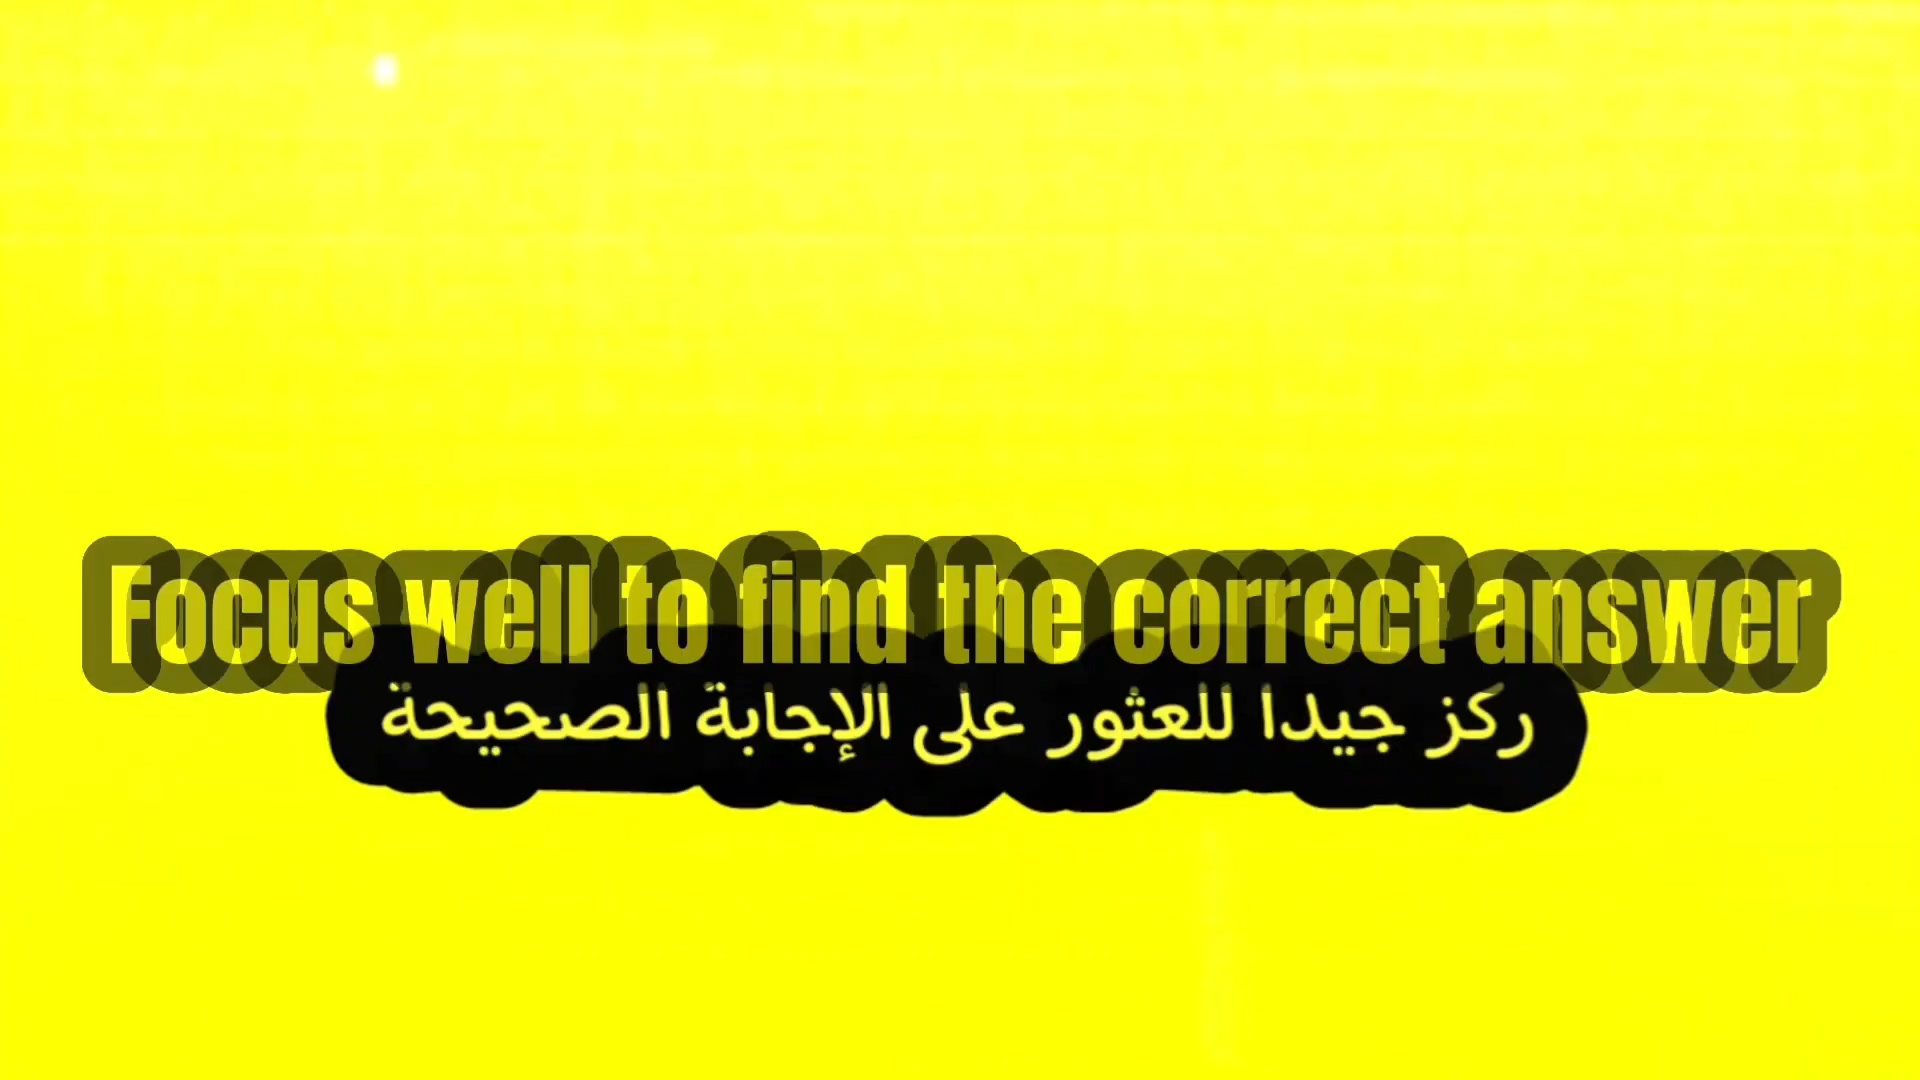 Focus well to find the correct answer
ركز جيدا للعثور على الإجابة الصحيحة